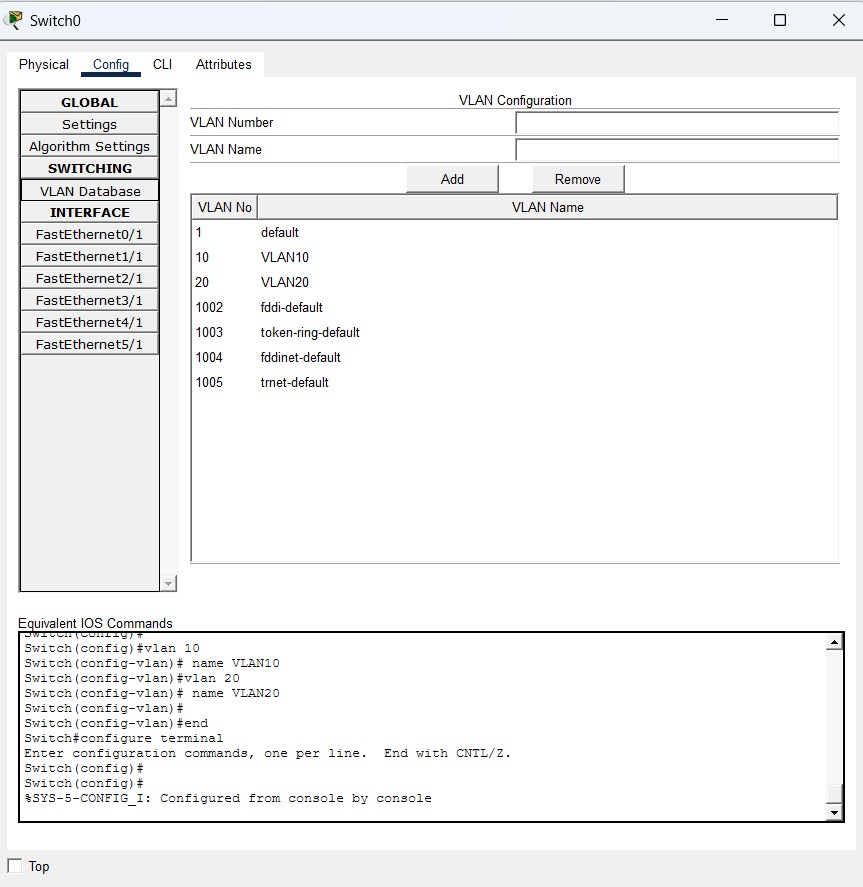 Switch0
Physical Config CLI Attributes
GLOBAL
Settings
Algorithm Settings
SWITCHING
VLAN Database
INTERFACE
FastEthernet0/1
FastEthernet1/1
FastEthernet2/1
FastEthernet3/1
FastEthernet4/1
FastEthernet5/1
VLAN Configuration
VLAN Number
VLAN Name
Add Remove
VLAN No VLAN Name
1 default
10 VLAN10
20 VLAN20
1002 fddi-default
1003 token-ring-default
1004 fddinet-default
1005 trnet-default
Equivalent IOS Commands
Switch(config)#
Switch(config)#vlan 10
Switch(config-vlan)# name VLAN10
Switch(config-vlan)#vlan 20
Switch(config-vlan)# name VLAN20
Switch(config-vlan)#
Switch(config-vlan)#end
Switch#configure terminal
Enter configuration commands, one per line.  End with CNTL/Z.
Switch(config)#
Switch(config)#
%SYS-5-CONFIG_I: Configured from console by console
Top